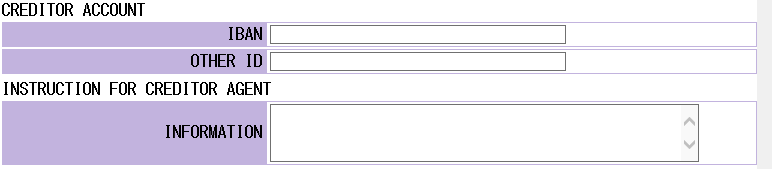 CREDITOR ACCOUNT
IBAN
OTHER ID
INSTRUCTION FOR CREDITOR AGENT
INFORMATION